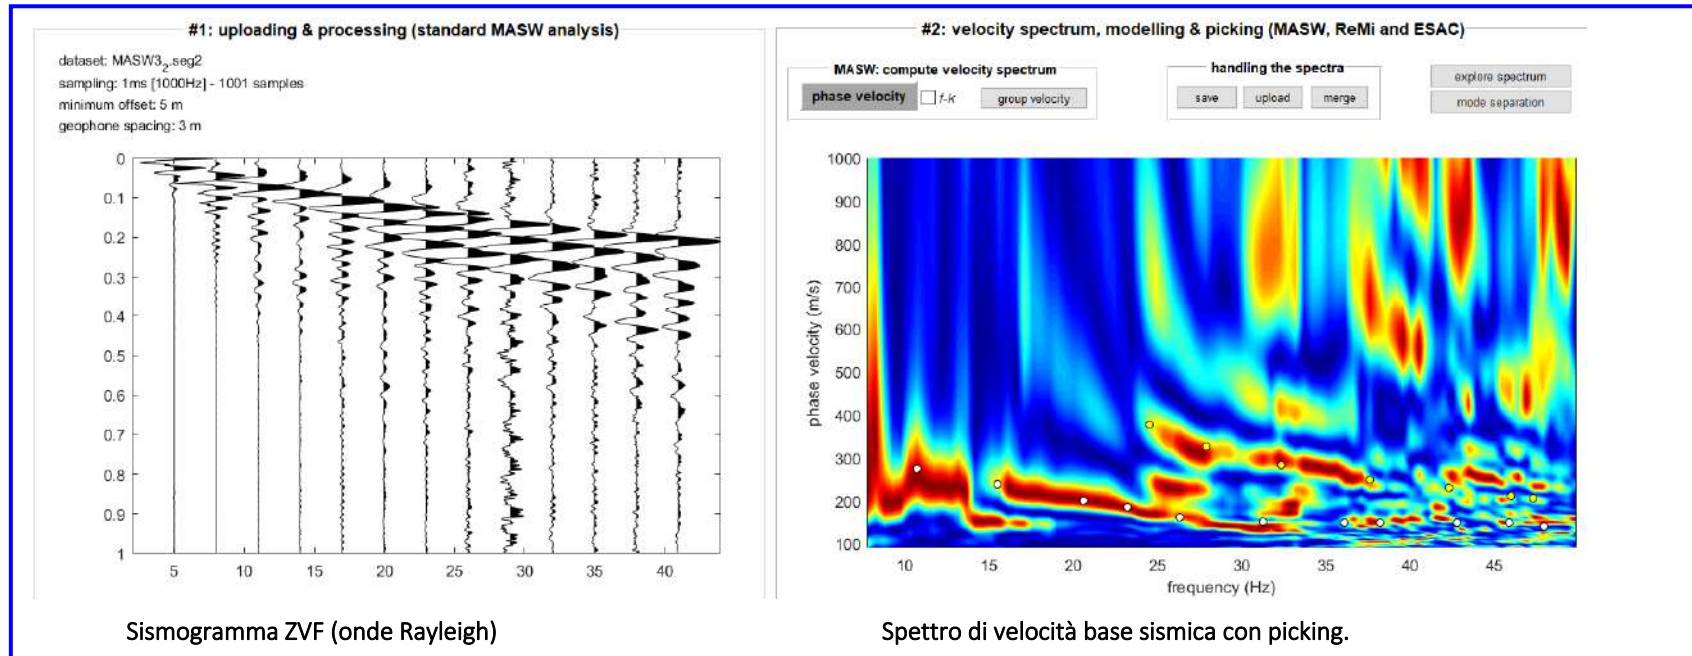 #1: uploading & processing (standard MASW analysis)
dataset: MASW3₂.seg2
sampling: 1ms [1000Hz] - 1001 samples
minimum offset: 5 m
geophone spacing: 3 m
0
0.1
0.2
0.3
0.4
0.5
0.6
0.7
0.8
0.9
1
5 10 15 20 25 30 35 40
Sismogramma ZVF (onde Rayleigh)
#2: velocity spectrum, modelling & picking (MASW, ReMi and ESAC)
MASW: compute velocity spectrum
phase velocity f-k group velocity
handling the spectra
save upload merge
explore spectrum
mode separation
phase velocity (m/s)
1000
900
800
700
600
500
400
300
200
100
10 15 20 25 30 35 40 45
frequency (Hz)
Spettro di velocità base sismica con picking.